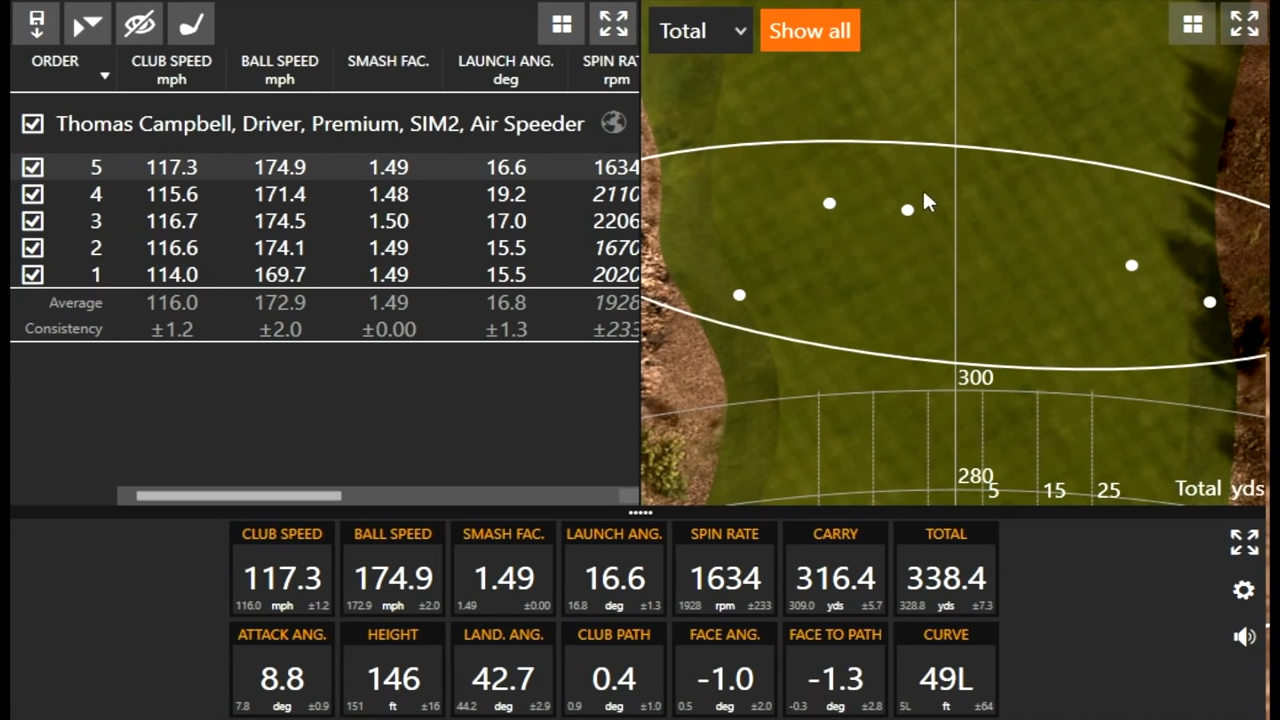 ORDER CLUB SPEED BALL SPEED SMASH FAC. LAUNCH ANG. SPIN RA
mph mph deg rpm
Thomas Campbell, Driver, Premium, SIM2, Air Speeder
5 117.3 174.9 1.49 16.6 1634
4 115.6 171.4 1.48 19.2 2110
3 116.7 174.5 1.50 17.0 2206
2 116.6 174.1 1.49 15.5 1670
1 114.0 169.7 1.49 15.5 2020
Average 116.0 172.9 1.49 16.8 1928
Consistency ±1.2 ±2.0 ±0.00 ±1.3 ±233
Total Show all
300
280
5 15 25 Total yds
CLUB SPEED BALL SPEED SMASH FAC. LAUNCH ANG. SPIN RATE CARRY TOTAL
117.3 174.9 1.49 16.6 1634 316.4 338.4
116.0 mph ±1.2 172.9 mph ±2.0 1.49 ±0.00 16.8 deg ±1.3 1928 rpm ±233 309.0 yds ±5.7 328.8 yds ±7.3
ATTACK ANG. HEIGHT LAND. ANG. CLUB PATH FACE ANG. FACE TO PATH CURVE
8.8 146 42.7 0.4 -1.0 -1.3 49L
7.8 deg ±0.9 151 ft ±16 44.2 deg ±2.9 0.9 deg ±1.0 0.5 deg ±2.0 -0.3 deg ±2.8 5L ft ±64